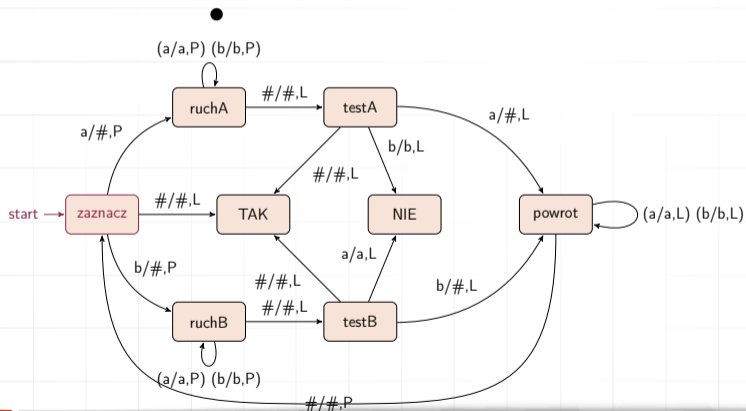 (a/a,P) (b/b,P)
ruchA
#/#,L
testA
a/#,P
a/#,L
b/b,L
#/#,L
start
zaznacz
#/#,L
TAK
NIE
powrot
(a/a,L) (b/b,L)
b/#,P
a/a,L
#/#,L
b/#,L
ruchB
#/#,L
testB
(a/a,P) (b/b,P)
#/#,P